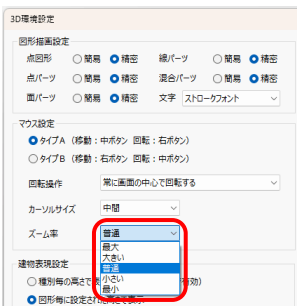 3D環境設定
図形描画設定
点図形 簡易 精密 線パーツ 簡易 精密
点パーツ 簡易 精密 混合パーツ 簡易 精密
面パーツ 簡易 精密 文字 ストロークフォント
マウス設定
タイプA (移動：中ボタン 回転：右ボタン)
タイプB (移動：右ボタン 回転：中ボタン)
回転操作 常に画面の中心で回転する
カーソルサイズ 中間
ズーム率 普通
最大
大きい
普通
小さい
最小
建物表現設定
種別毎の高さで 有効)
図形毎に設定され